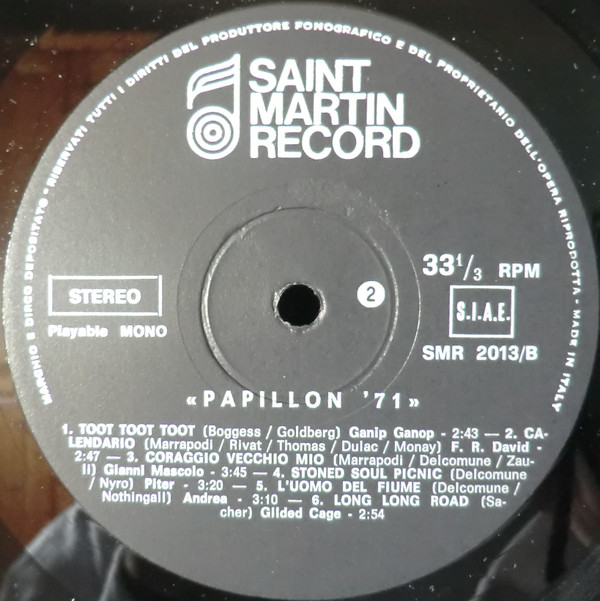 MARCHIO E DISCO DEPOSITATO - RISERVATI TUTTI I DIRITTI DEL PRODUTTORE FONOGRAFICO E DEL PROPRIETARIO DELL'OPERA RIPRODOTTA - MADE IN ITALY
SAINT
MARTIN
RECORD
33 1/3 RPM
STEREO
2
S.I.A.E.
Playable MONO
SMR 2013/B
«PAPILLON '71»
1. TOOT TOOT TOOT (Boggess / Goldberg) Ganip Ganop - 2:43 — 2. CA-
LENDARIO (Marrapodi / Rivat / Thomas / Dulac / Monay) F. R. David -
2:47 — 3. CORAGGIO VECCHIO MIO (Marrapodi / Delcomune / Zau-
li) Gianni Mascolo - 3:45 — 4. STONED SOUL PICNIC (Delcomune
/ Nyro) Piter - 3:20 — 5. L'UOMO DEL FIUME (Delcomune /
Nothingall) Andrea - 3:10 — 6. LONG LONG ROAD (Sa-
cher) Gilded Cage - 2:54